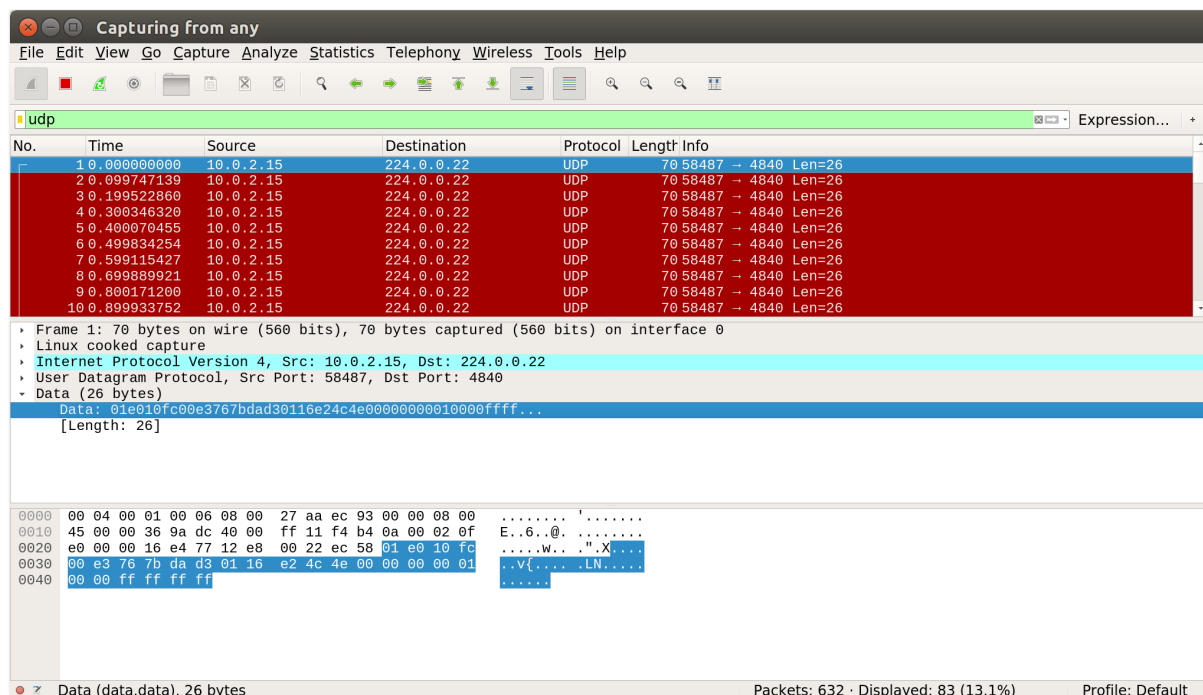 Capturing from any
File Edit View Go Capture Analyze Statistics Telephony Wireless Tools Help
udp Expression... +
No. Time Source Destination Protocol Length Info
1 0.000000000 10.0.2.15 224.0.0.22 UDP 70 58487 → 4840 Len=26
2 0.099747139 10.0.2.15 224.0.0.22 UDP 70 58487 → 4840 Len=26
3 0.199522860 10.0.2.15 224.0.0.22 UDP 70 58487 → 4840 Len=26
4 0.300346320 10.0.2.15 224.0.0.22 UDP 70 58487 → 4840 Len=26
5 0.400070455 10.0.2.15 224.0.0.22 UDP 70 58487 → 4840 Len=26
6 0.499834254 10.0.2.15 224.0.0.22 UDP 70 58487 → 4840 Len=26
7 0.599115427 10.0.2.15 224.0.0.22 UDP 70 58487 → 4840 Len=26
8 0.699889921 10.0.2.15 224.0.0.22 UDP 70 58487 → 4840 Len=26
9 0.800171200 10.0.2.15 224.0.0.22 UDP 70 58487 → 4840 Len=26
10 0.899933752 10.0.2.15 224.0.0.22 UDP 70 58487 → 4840 Len=26
Frame 1: 70 bytes on wire (560 bits), 70 bytes captured (560 bits) on interface 0
Linux cooked capture
Internet Protocol Version 4, Src: 10.0.2.15, Dst: 224.0.0.22
User Datagram Protocol, Src Port: 58487, Dst Port: 4840
Data (26 bytes)
Data: 01e010fc00e3767bdad30116e24c4e00000000010000ffff...
[Length: 26]
0000 00 04 00 01 00 06 08 00 27 aa ec 93 00 00 08 00 ........ '.......
0010 45 00 00 36 9a dc 40 00 ff 11 f4 b4 0a 00 02 0f E..6..@. ........
0020 e0 00 00 16 e4 77 12 e8 00 22 ec 58 01 e0 10 fc .....w.. .".X....
0030 00 e3 76 7b da d3 01 16 e2 4c 4e 00 00 00 00 01 ..v{.... .LN.....
0040 00 00 ff ff ff ff ......
Data (data.data), 26 bytes Packets: 632 · Displayed: 83 (13.1%) Profile: Default